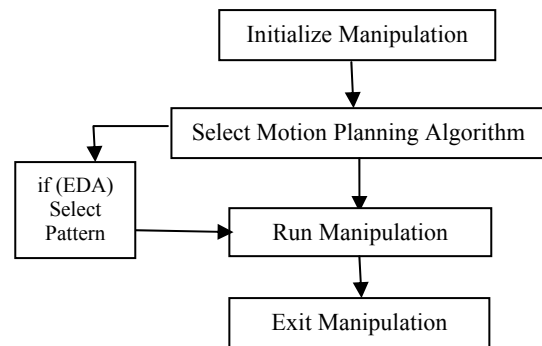 Initialize Manipulation
Select Motion Planning Algorithm
if (EDA)
Select
Pattern
Run Manipulation
Exit Manipulation